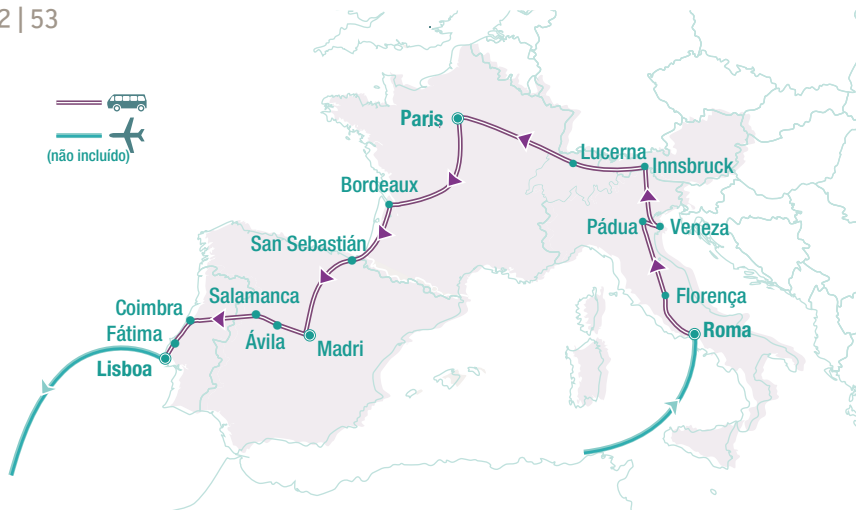 2 | 53
(não incluído)
Paris
Lucerna
Innsbruck
Bordeaux
Pádua
Veneza
San Sebastián
Florença
Salamanca
Coimbra
Fátima
Ávila
Madri
Roma
Lisboa